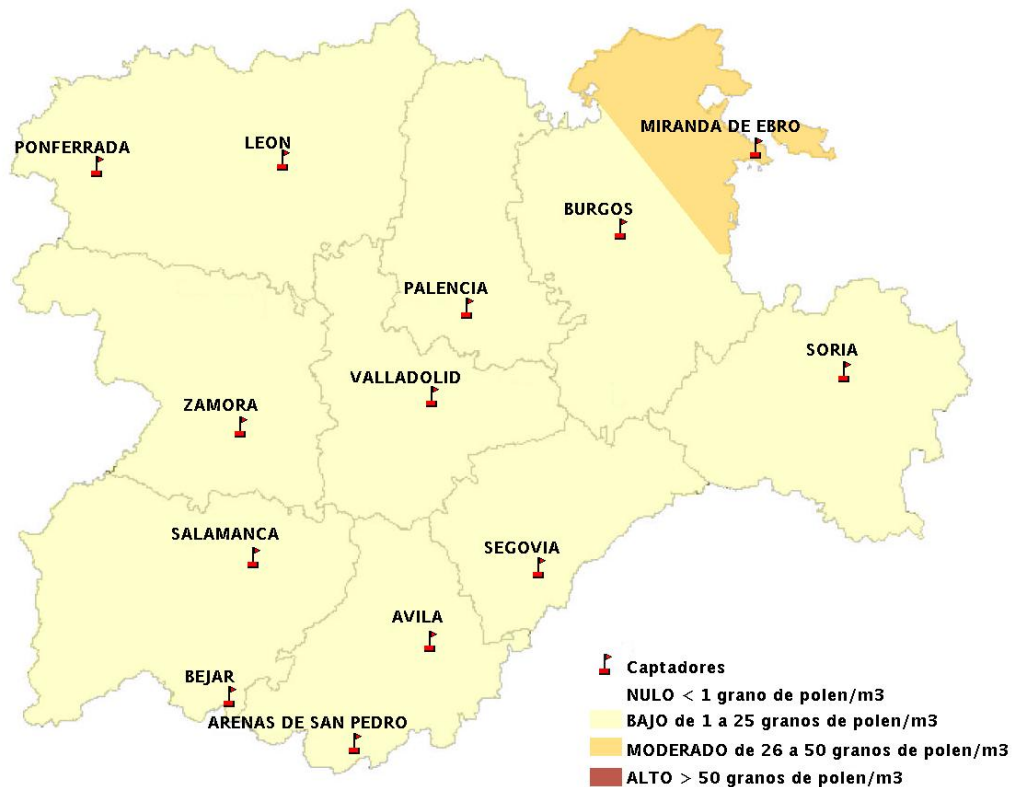 MIRANDA DE EBRO
PONFERRADA
LEON
BURGOS
PALENCIA
SORIA
VALLADOLID
ZAMORA
SALAMANCA
SEGOVIA
AVILA
BEJAR
ARENAS DE SAN PEDRO
Captadores
NULO < 1 grano de polen/m3
BAJO de 1 a 25 granos de polen/m3
MODERADO de 26 a 50 granos de polen/m3
ALTO > 50 granos de polen/m3